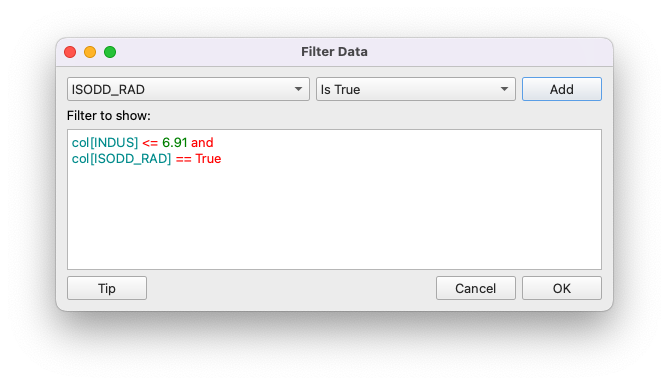 Filter Data
ISODD_RAD Is True Add
Filter to show:
col[INDUS] <= 6.91 and
col[ISODD_RAD] == True
Tip Cancel OK